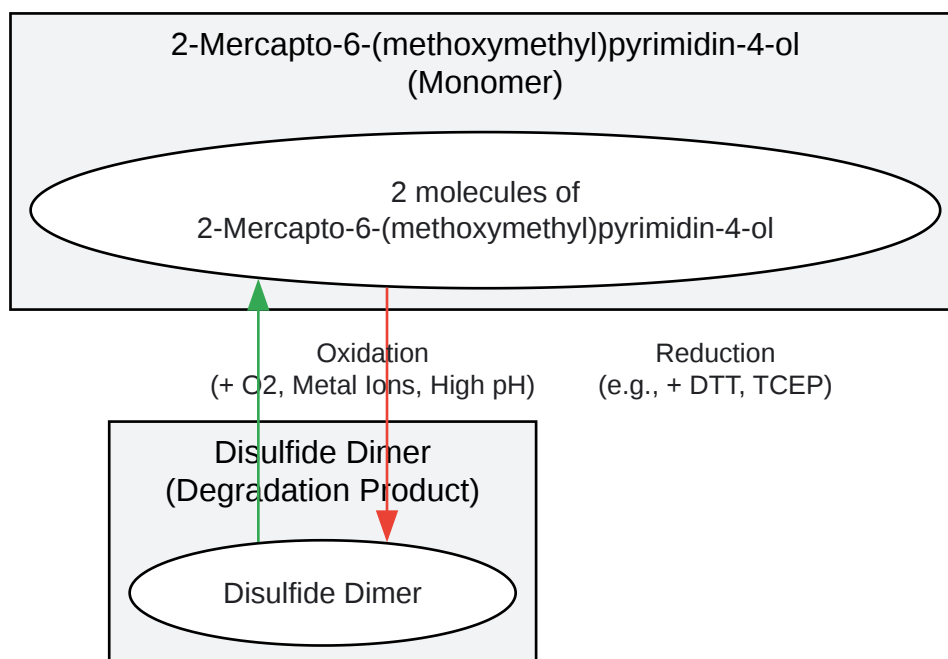 2-Mercapto-6-(methoxymethyl)pyrimidin-4-ol
(Monomer)
2 molecules of
2-Mercapto-6-(methoxymethyl)pyrimidin-4-ol
Oxidation
(+ O2, Metal Ions, High pH)
Reduction
(e.g., + DTT, TCEP)
Disulfide Dimer
(Degradation Product)
Disulfide Dimer